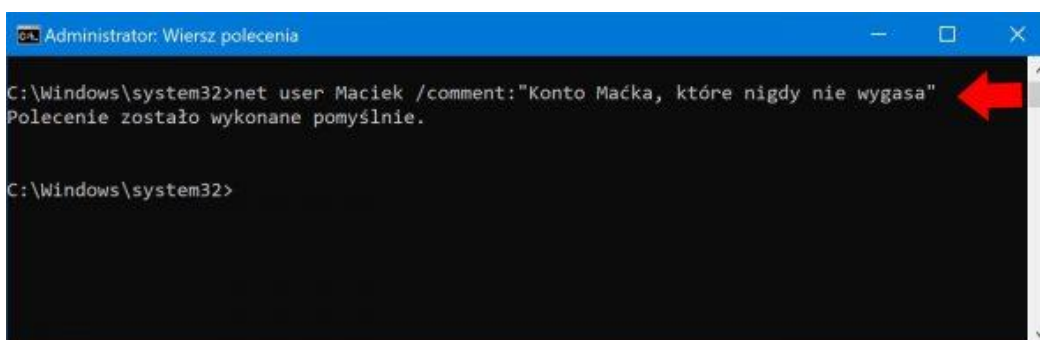 Administrator: Wiersz polecenia
C:\Windows\system32>net user Maciek /comment:"Konto Maćka, które nigdy nie wygasa"
Polecenie zostało wykonane pomyślnie.
C:\Windows\system32>